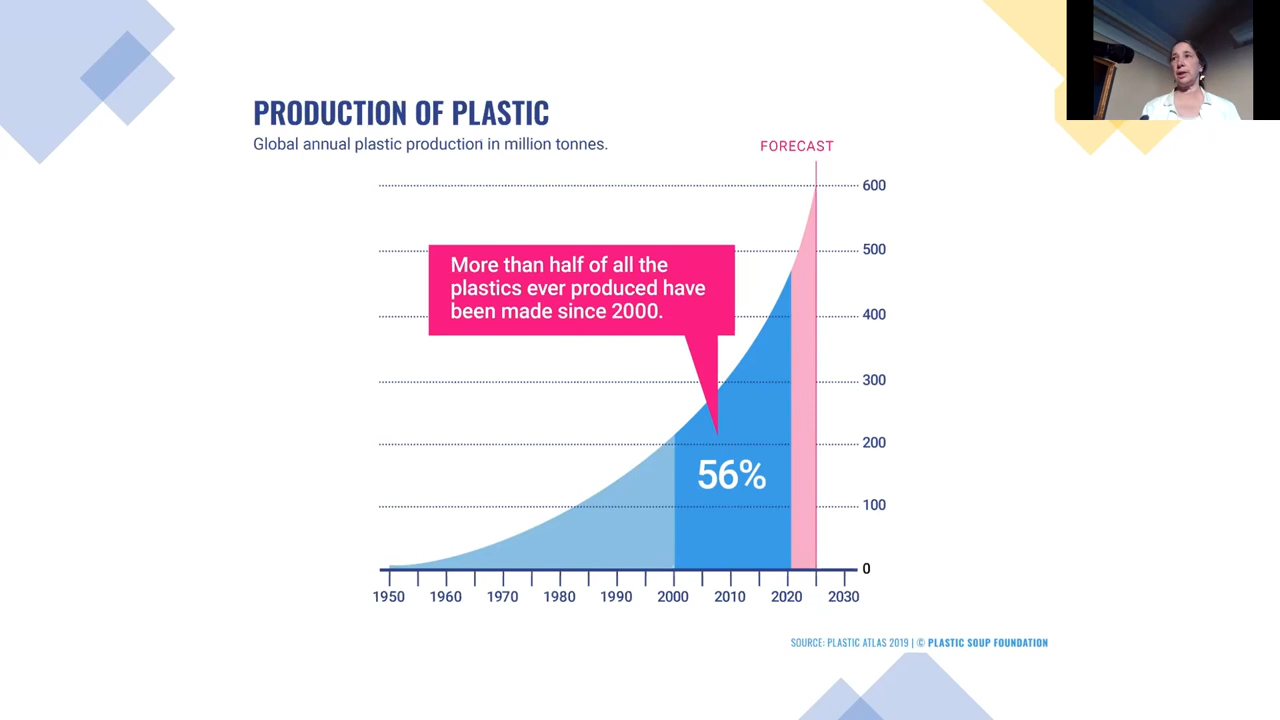 PRODUCTION OF PLASTIC
Global annual plastic production in million tonnes.
FORECAST
600
500
More than half of all the
plastics ever produced have
been made since 2000.
400
300
200
56%
100
0
1950 1960 1970 1980 1990 2000 2010 2020 2030
SOURCE: PLASTIC ATLAS 2019 | © PLASTIC SOUP FOUNDATION